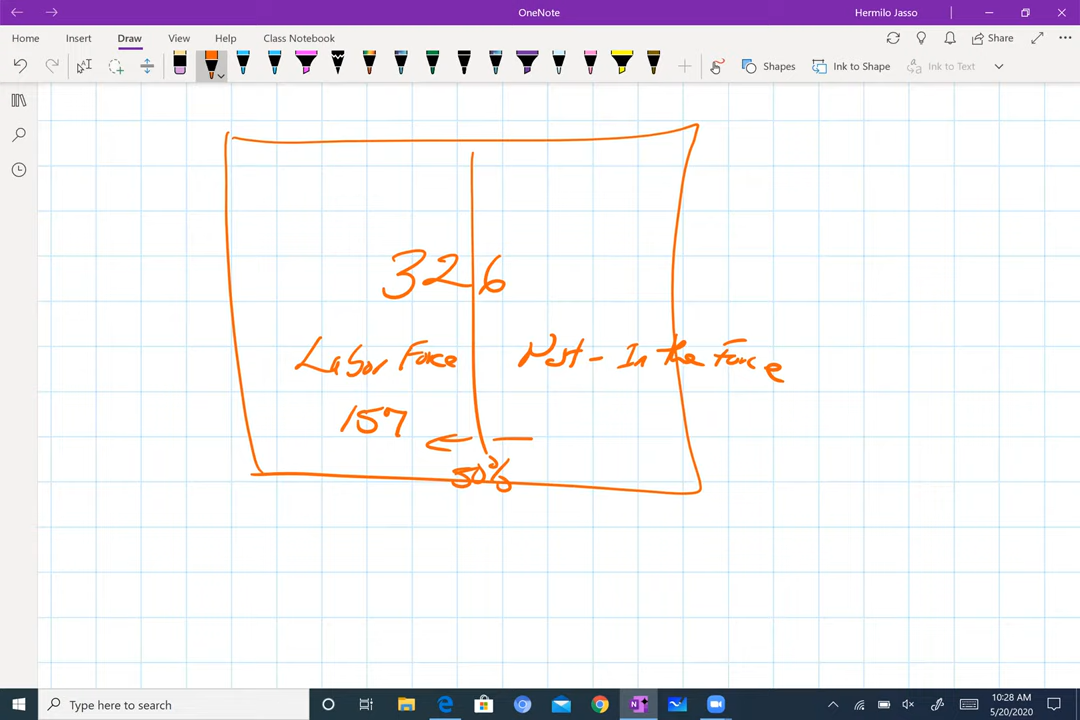 OneNote
Hermilo Jasso
Home Insert Draw View Help Class Notebook
Share
Shapes Ink to Shape Ink to Text
326
Labor Force Not - In the Force
157
50%
Type here to search
10:28 AM
5/20/2020